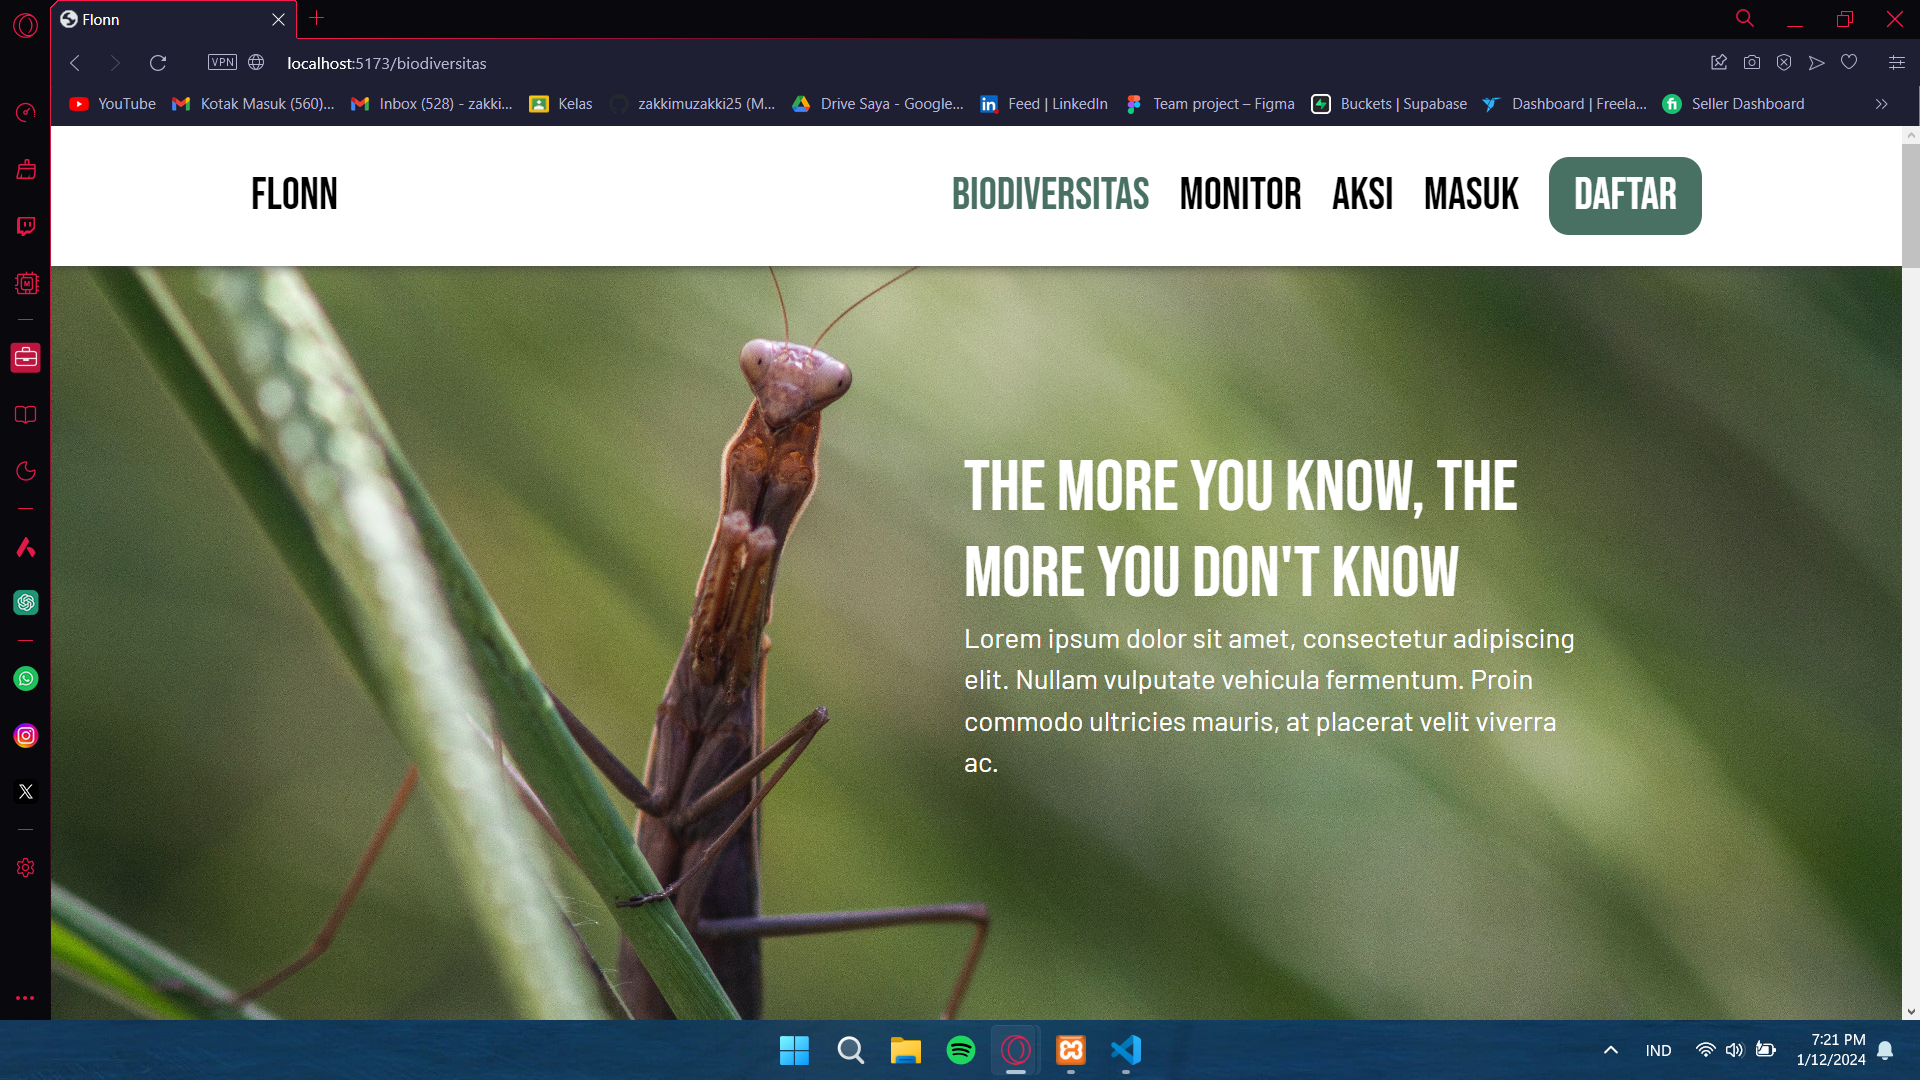 Flonn
VPN
localhost:5173/biodiversitas
YouTube
Kotak Masuk (560)...
Inbox (528) - zakki...
Kelas
zakkimuzakki25 (M...
Drive Saya - Google...
Feed | LinkedIn
Team project – Figma
Buckets | Supabase
Dashboard | Freela...
Seller Dashboard
FLONN
BIODIVERSITAS
MONITOR
AKSI
MASUK
DAFTAR
THE MORE YOU KNOW, THE
MORE YOU DON'T KNOW
Lorem ipsum dolor sit amet, consectetur adipiscing
elit. Nullam vulputate vehicula fermentum. Proin
commodo ultricies mauris, at placerat velit viverra
ac.
IND
7:21 PM
1/12/2024